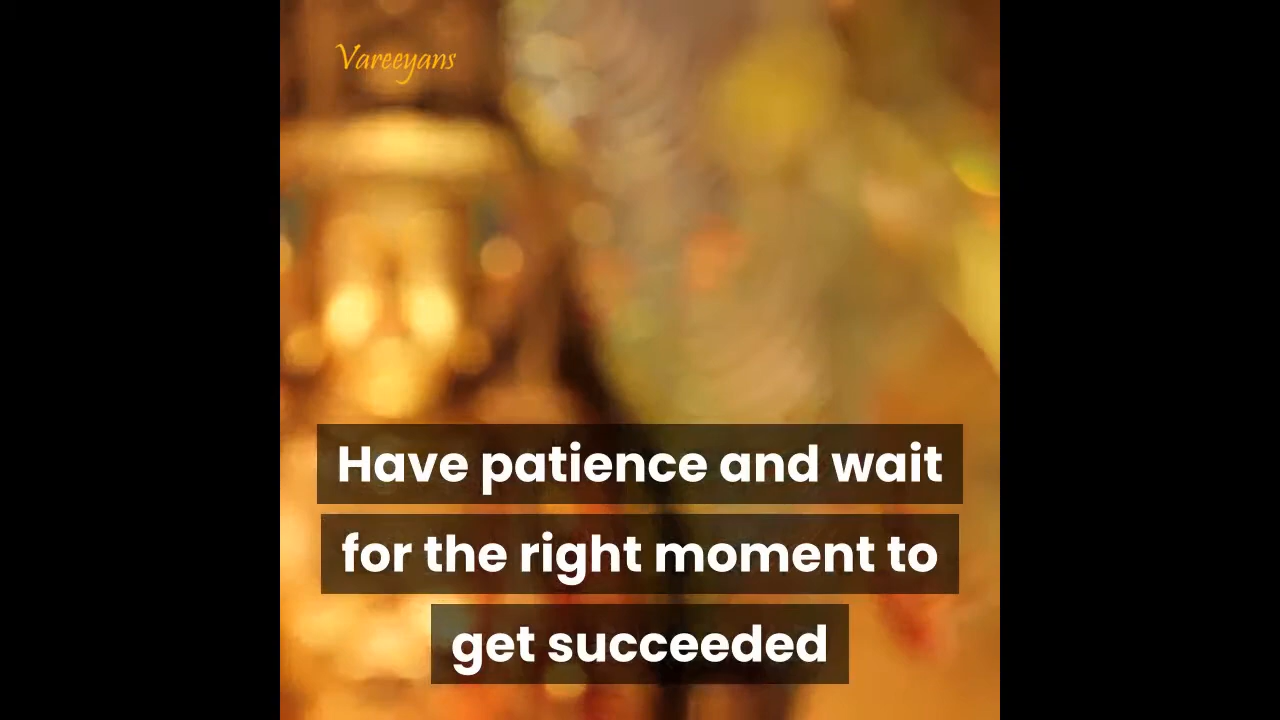 Vareeyans
Have patience and wait
for the right moment to
get succeeded